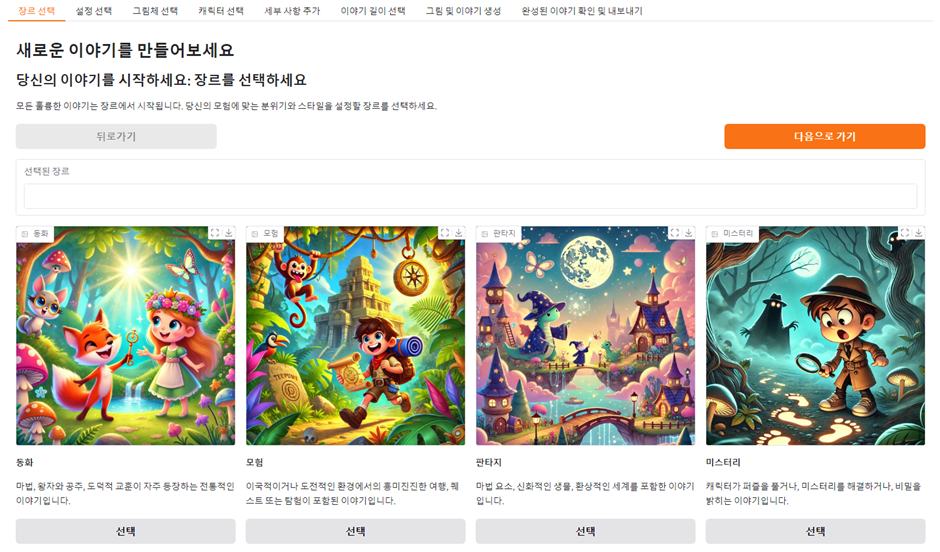 장르 선택 설정 선택 그림체 선택 캐릭터 선택 세부 사항 추가 이야기 길이 선택 그림 및 이야기 생성 완성된 이야기 확인 및 내보내기
새로운 이야기를 만들어보세요
당신의 이야기를 시작하세요: 장르를 선택하세요
모든 훌륭한 이야기는 장르에서 시작됩니다. 당신의 모험에 맞는 분위기와 스타일을 설정할 장르를 선택하세요.
뒤로가기 다음으로 가기
선택된 장르
동화 모험 판타지 미스터리
동화
마법, 왕자와 공주, 도덕적 교훈이 자주 등장하는 전통적인
이야기입니다.
선택
모험
이국적이거나 도전적인 환경에서의 흥미진진한 여행, 퀘
스트 또는 탐험이 포함된 이야기입니다.
선택
판타지
마법 요소, 신화적인 생물, 환상적인 세계를 포함한 이야기
입니다.
선택
미스터리
캐릭터가 퍼즐을 풀거나, 미스터리를 해결하거나, 비밀을
밝히는 이야기입니다.
선택